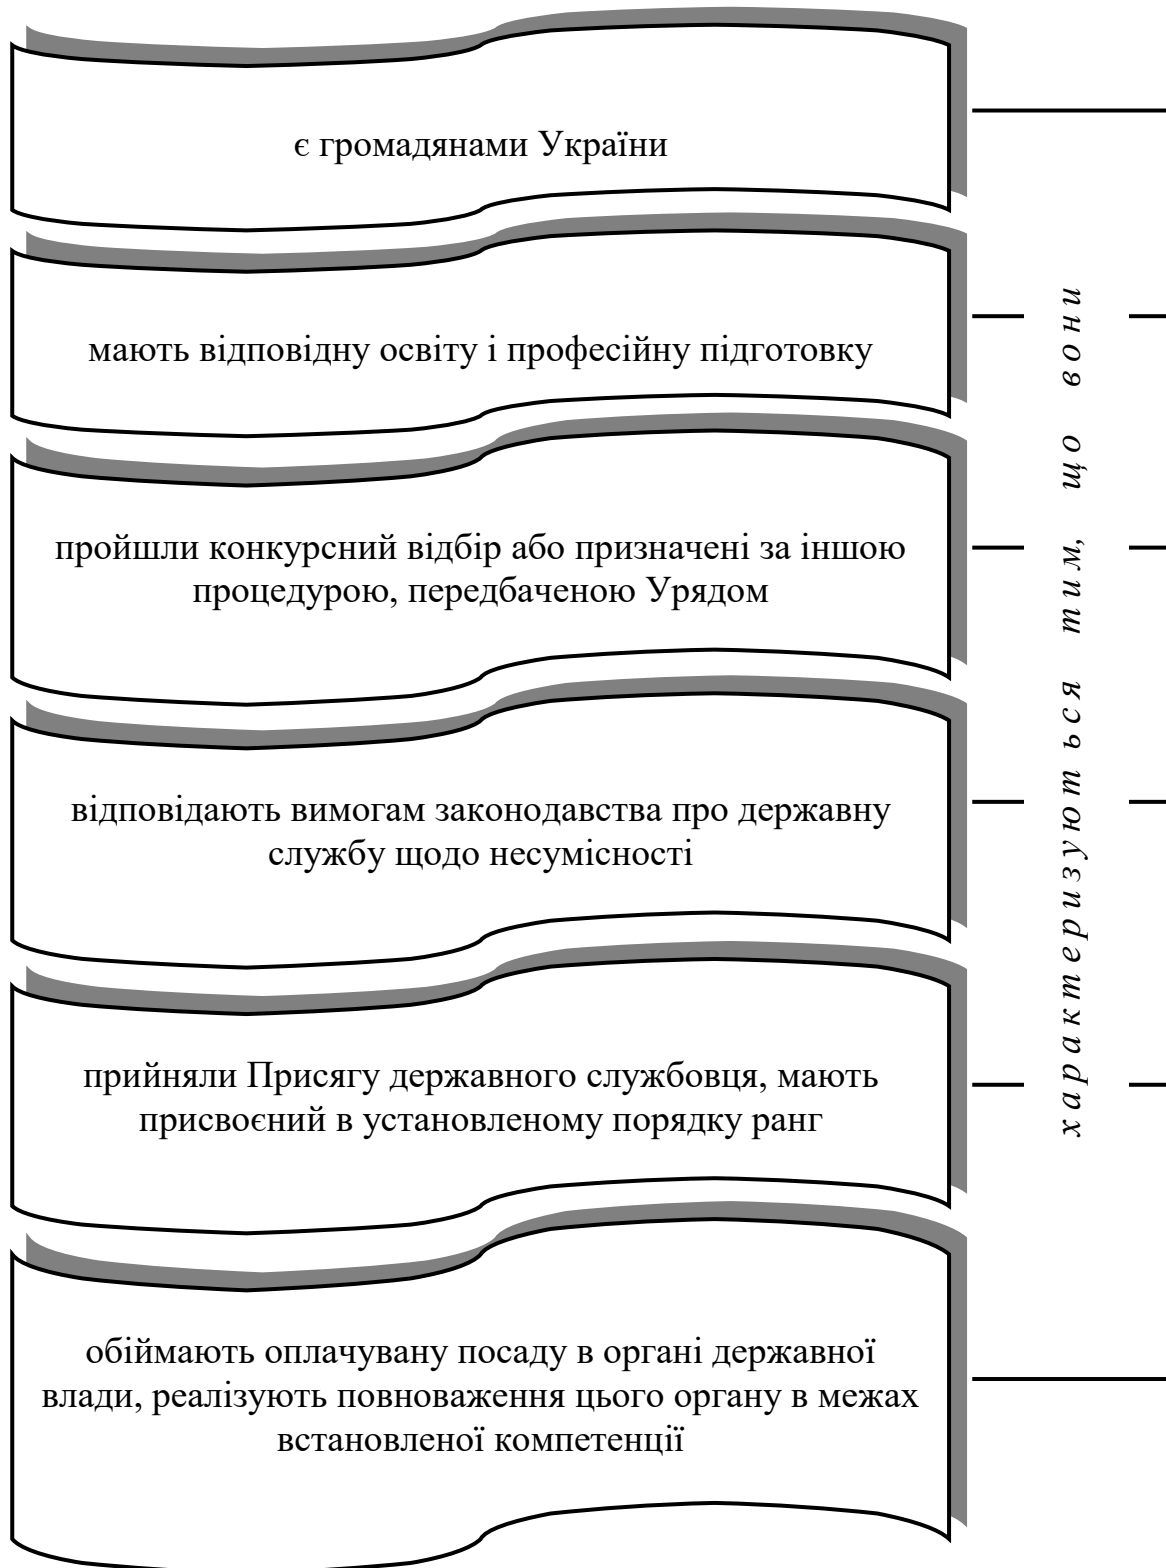 є громадянами України
мають відповідну освіту і професійну підготовку
пройшли конкурсний відбір або призначені за іншою
процедурою, передбаченою Урядом
відповідають вимогам законодавства про державну
службу щодо несумісності
прийняли Присягу державного службовця, мають
присвоєний в установленому порядку ранг
обіймають оплачувану посаду в органі державної
влади, реалізують повноваження цього органу в межах
встановленої компетенції
характеризуються тим, що вони